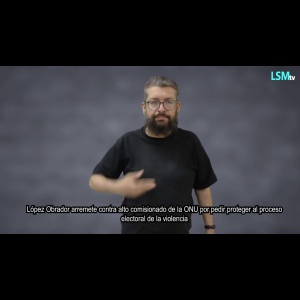 LSMtv
López Obrador arremete contra alto comisionado de la ONU por pedir proteger al proceso
electoral de la violencia